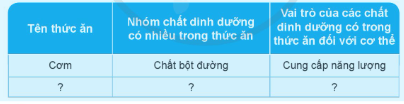 Tên thức ăn
Nhóm chất dinh dưỡng
có nhiều trong thức ăn
Vai trò của các chất
dinh dưỡng có trong
thức ăn đối với cơ thể
Cơm
Chất bột đường
Cung cấp năng lượng
?
?
?